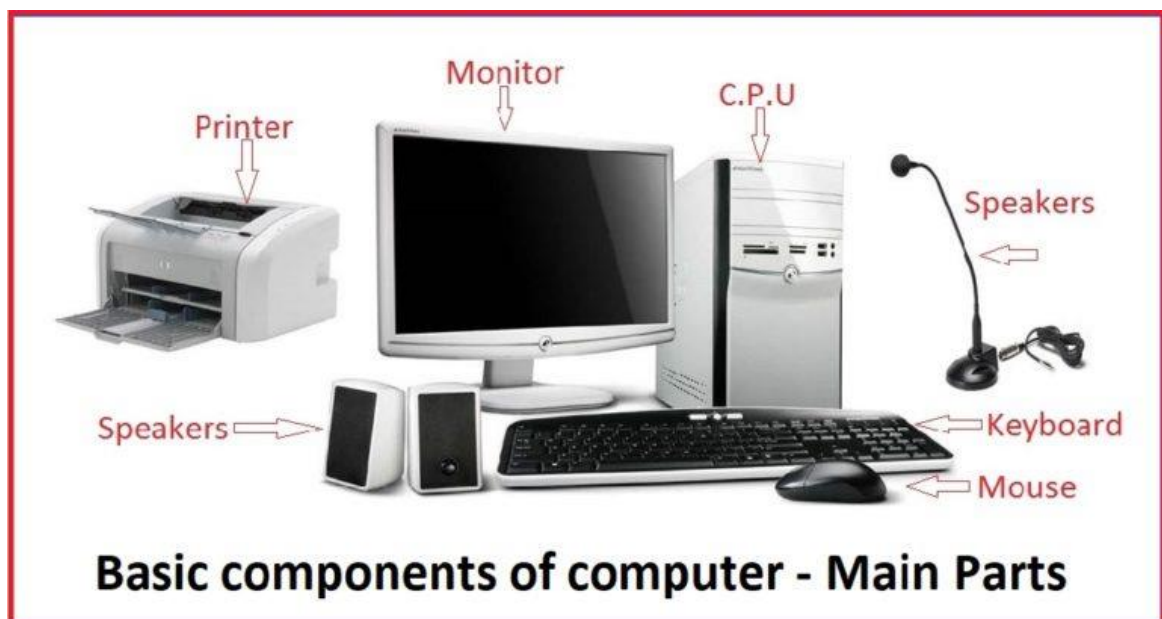 Monitor
C.P.U
Printer
Speakers
Speakers
Keyboard
Mouse
Basic components of computer - Main Parts